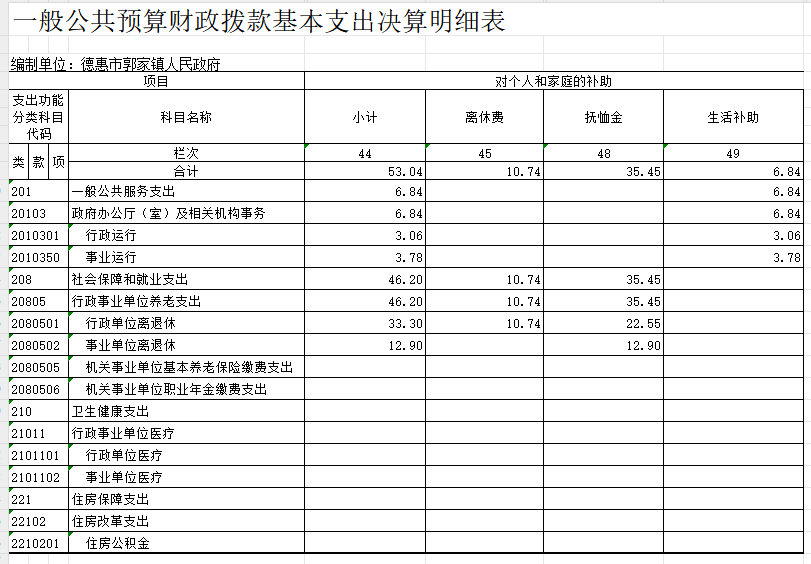 一般公共预算财政拨款基本支出决算明细表
编制单位：德惠市郭家镇人民政府
项目 对个人和家庭的补助
支出功能分类科目代码 科目名称 小计 离休费 抚恤金 生活补助
类 款 项 栏次 44 45 48 49
合计 53.04 10.74 35.45 6.84
201 一般公共服务支出 6.84 6.84
20103 政府办公厅（室）及相关机构事务 6.84 6.84
2010301 行政运行 3.06 3.06
2010350 事业运行 3.78 3.78
208 社会保障和就业支出 46.20 10.74 35.45
20805 行政事业单位养老支出 46.20 10.74 35.45
2080501 行政单位离退休 33.30 10.74 22.55
2080502 事业单位离退休 12.90 12.90
2080505 机关事业单位基本养老保险缴费支出
2080506 机关事业单位职业年金缴费支出
210 卫生健康支出
21011 行政事业单位医疗
2101101 行政单位医疗
2101102 事业单位医疗
221 住房保障支出
22102 住房改革支出
2210201 住房公积金